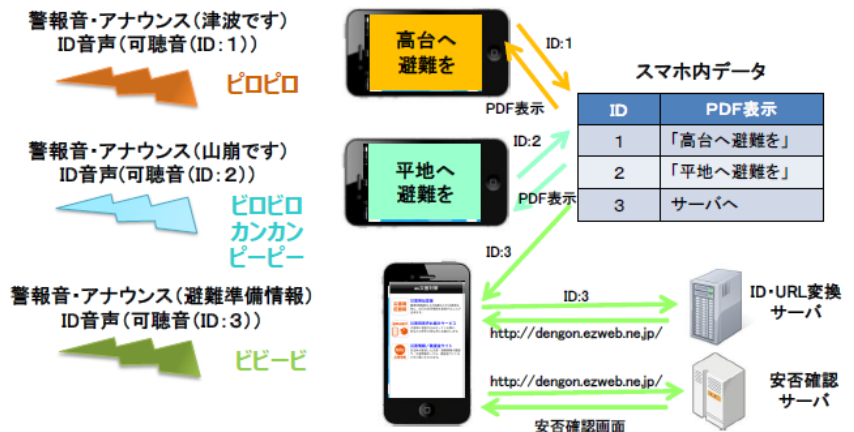 警報音・アナウンス(津波です)
ID音声(可聴音(ID:1))
ピロピロ
高台へ
避難を
ID:1
PDF表示
スマホ内データ
ID PDF表示
1 「高台へ避難を」
2 「平地へ避難を」
3 サーバへ
警報音・アナウンス(山崩です)
ID音声(可聴音(ID:2))
ビロビロ
カンカン
ピーピー
平地へ
避難を
ID:2
PDF表示
警報音・アナウンス(避難準備情報)
ID音声(可聴音(ID:3))
ビビービ
ID:3
ID:3
http://dengon.ezweb.ne.jp/
ID・URL変換
サーバ
http://dengon.ezweb.ne.jp/
安否確認画面
安否確認
サーバ